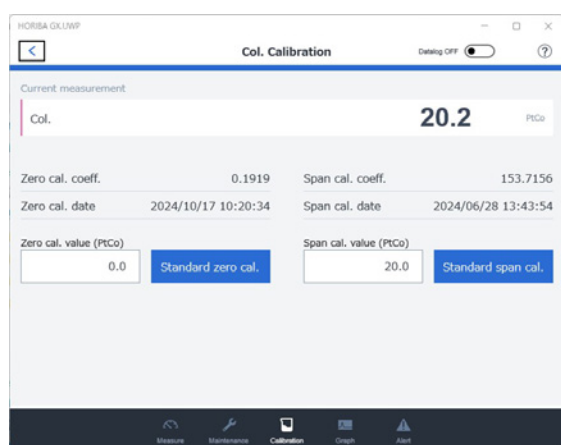 HORIBA GX.UWP
Col. Calibration
Datalog OFF
?
Current measurement
Col. 20.2 PtCo
Zero cal. coeff. 0.1919 Span cal. coeff. 153.7156
Zero cal. date 2024/10/17 10:20:34 Span cal. date 2024/06/28 13:43:54
Zero cal. value (PtCo) Span cal. value (PtCo)
0.0 Standard zero cal. 20.0 Standard span cal.
Measure Maintenance Calibration Graph Alert